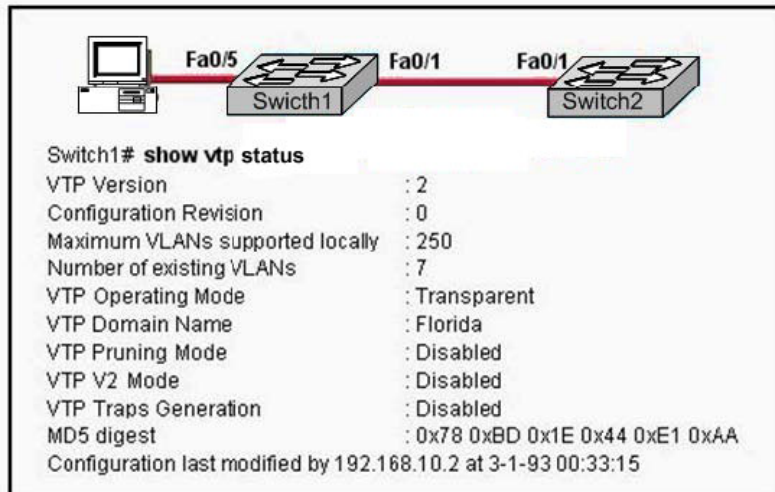 Fa0/5 Fa0/1 Fa0/1
Swicth1 Switch2
Switch1# show vtp status
VTP Version : 2
Configuration Revision : 0
Maximum VLANs supported locally : 250
Number of existing VLANs : 7
VTP Operating Mode : Transparent
VTP Domain Name : Florida
VTP Pruning Mode : Disabled
VTP V2 Mode : Disabled
VTP Traps Generation : Disabled
MD5 digest : 0x78 0xBD 0x1E 0x44 0xE1 0xAA
Configuration last modified by 192.168.10.2 at 3-1-93 00:33:15